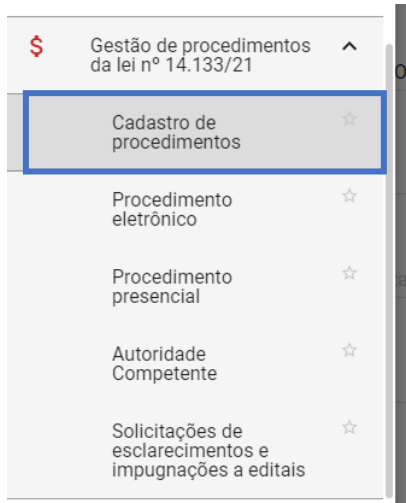 $ Gestão de procedimentos
da lei nº 14.133/21
Cadastro de
procedimentos
Procedimento
eletrônico
Procedimento
presencial
Autoridade
Competente
Solicitações de
esclarecimentos e
impugnações a editais